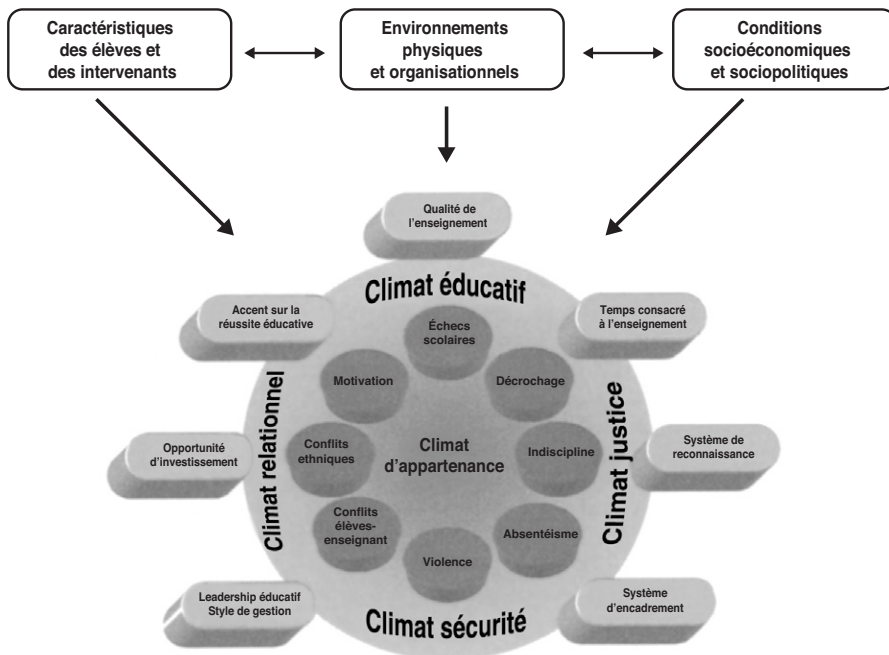 Caractéristiques
des élèves et
des intervenants
Environnements
physiques
et organisationnels
Conditions
socioéconomiques
et sociopolitiques
Qualité de
l'enseignement
Accent sur la
réussite éducative
Temps consacré
à l'enseignement
Climat éducatif
Échecs
scolaires
Motivation
Décrochage
Climat relationnel
Conflits
ethniques
Climat
d'appartenance
Indiscipline
Climat justice
Opportunité
d'investissement
Système de
reconnaissance
Conflits
élèves-
enseignant
Violence
Absentéisme
Leadership éducatif
Style de gestion
Climat sécurité
Système
d'encadrement